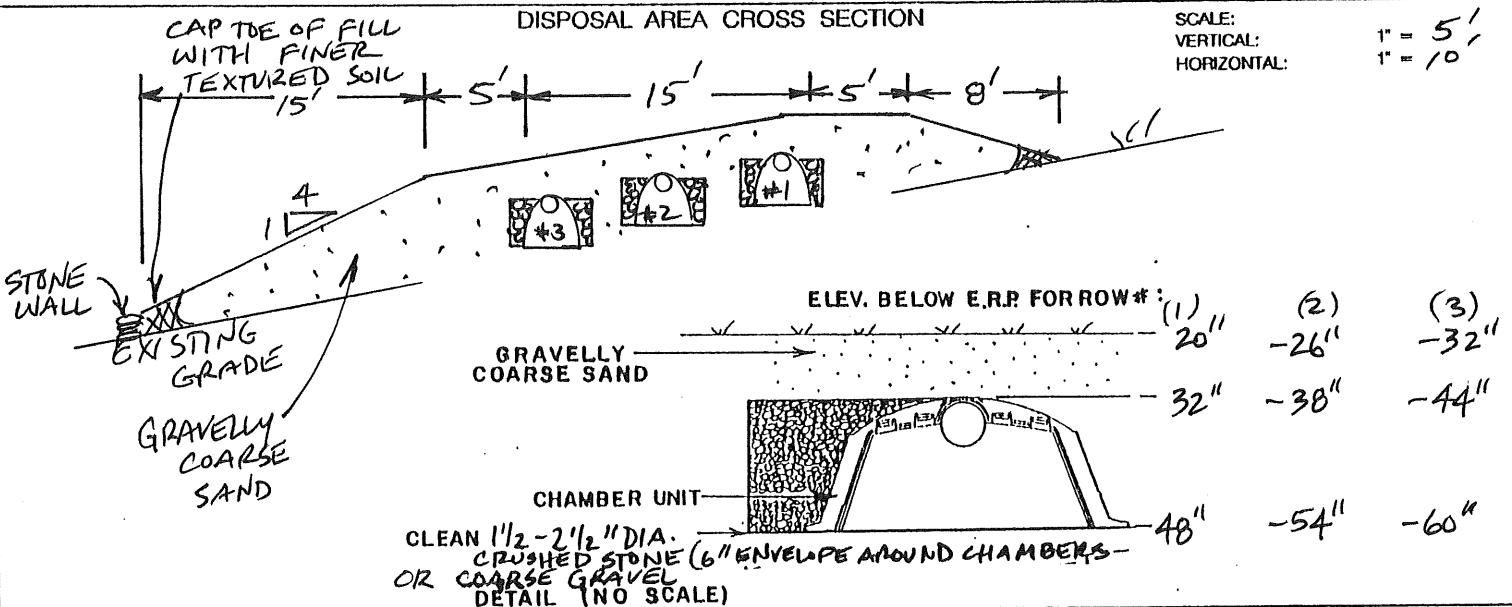 DISPOSAL AREA CROSS SECTION
SCALE:
VERTICAL: 1" = 5'
HORIZONTAL: 1" = 10'
CAP TOE OF FILL
WITH FINER
TEXTURED SOIL
15' 5' 15' 5' 8'
4
1
#1
#2
#3
STONE
WALL
EXISTING
GRADE
GRAVELLY
COARSE
SAND
ELEV. BELOW E.R.P. FOR ROW #: (1) (2) (3)
20" -26" -32"
GRAVELLY
COARSE SAND
32" -38" -44"
CHAMBER UNIT
48" -54" -60"
CLEAN 1 1/2 - 2 1/2" DIA.
CRUSHED STONE (6" ENVELOPE AROUND CHAMBERS-
OR COARSE GRAVEL
DETAIL (NO SCALE)